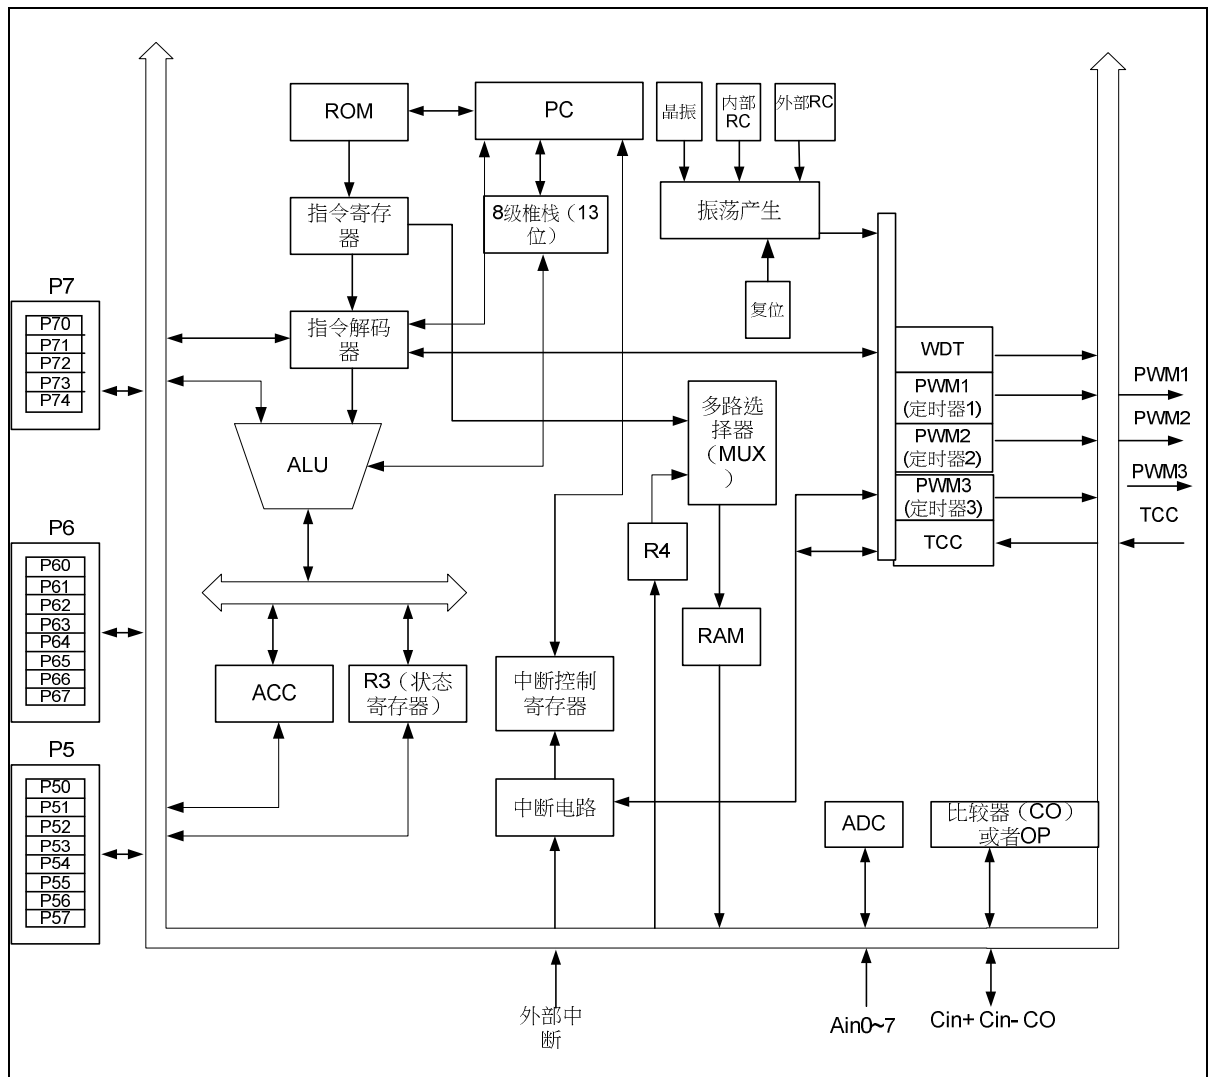 ROM
PC
晶振
内部
RC
外部RC
指令寄存
器
8级椎栈（13
位）
振荡产生
复位
指令解码
器
P7
P70
P71
P72
P73
P74
WDT
PWM1
(定时器1)
PWM2
(定时器2)
PWM3
(定时器3)
TCC
PWM1
PWM2
PWM3
TCC
多路选
择器
（MUX
）
ALU
R4
RAM
P6
P60
P61
P62
P63
P64
P65
P66
P67
ACC
R3（状态
寄存器）
中断控制
寄存器
中断电路
P5
P50
P51
P52
P53
P54
P55
P56
P57
ADC
比较器（CO）
或者OP
外部中
断
Ain0~7
Cin+ Cin- CO